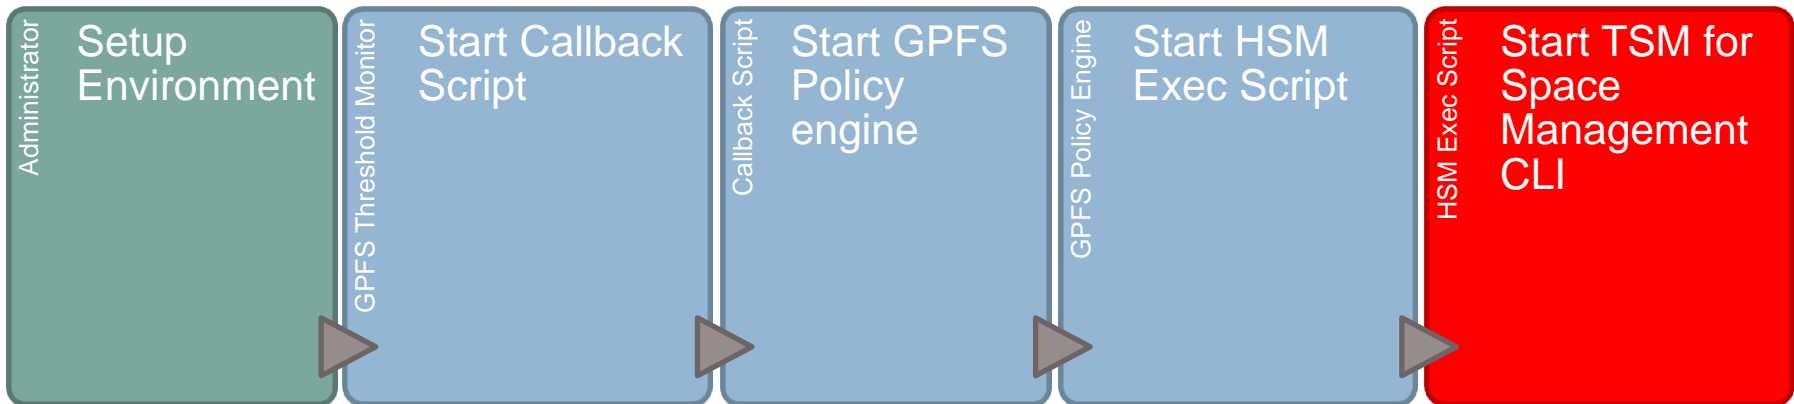 Administrator
Setup
Environment
GPFS Threshold Monitor
Start Callback
Script
Callback Script
Start GPFS
Policy
engine
GPFS Policy Engine
Start HSM
Exec Script
HSM Exec Script
Start TSM for
Space
Management
CLI